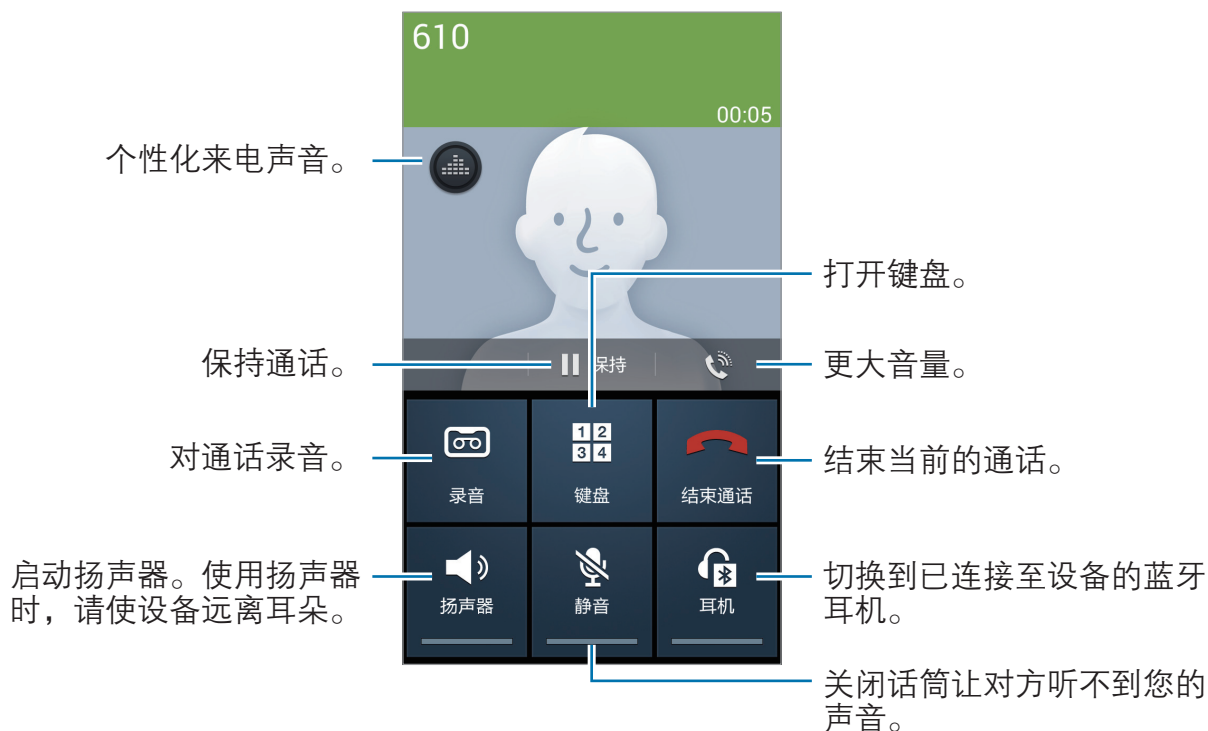 610
00:05
个性化来电声音。
打开键盘。
保持通话。
保持
更大音量。
对通话录音。
1 2
3 4
录音
键盘
结束通话
结束当前的通话。
启动扬声器。使用扬声器
时，请使设备远离耳朵。
扬声器
静音
耳机
切换到已连接至设备的蓝牙
耳机。
关闭话筒让对方听不到您的
声音。